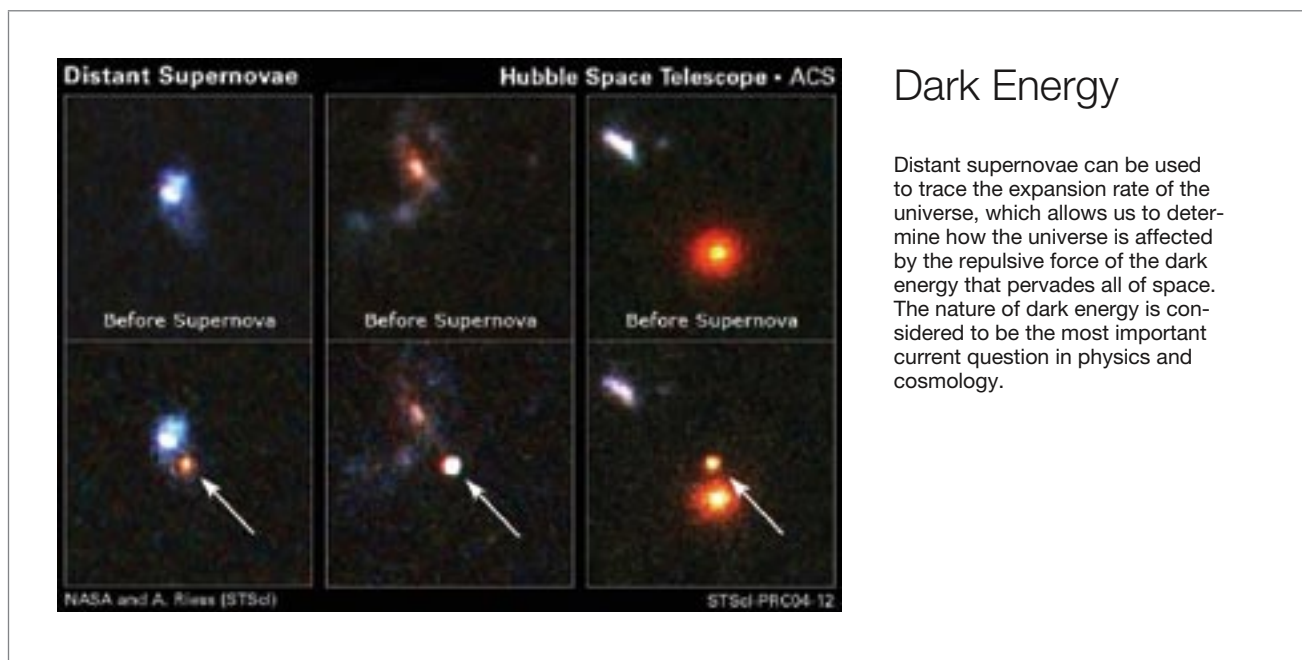 Distant Supernovae
Hubble Space Telescope • ACS
Before Supernova
Before Supernova
Before Supernova
NASA and A. Riess (STScI)
STScI-PRC04-12
Dark Energy
Distant supernovae can be used
to trace the expansion rate of the
universe, which allows us to deter-
mine how the universe is affected
by the repulsive force of the dark
energy that pervades all of space.
The nature of dark energy is con-
sidered to be the most important
current question in physics and
cosmology.